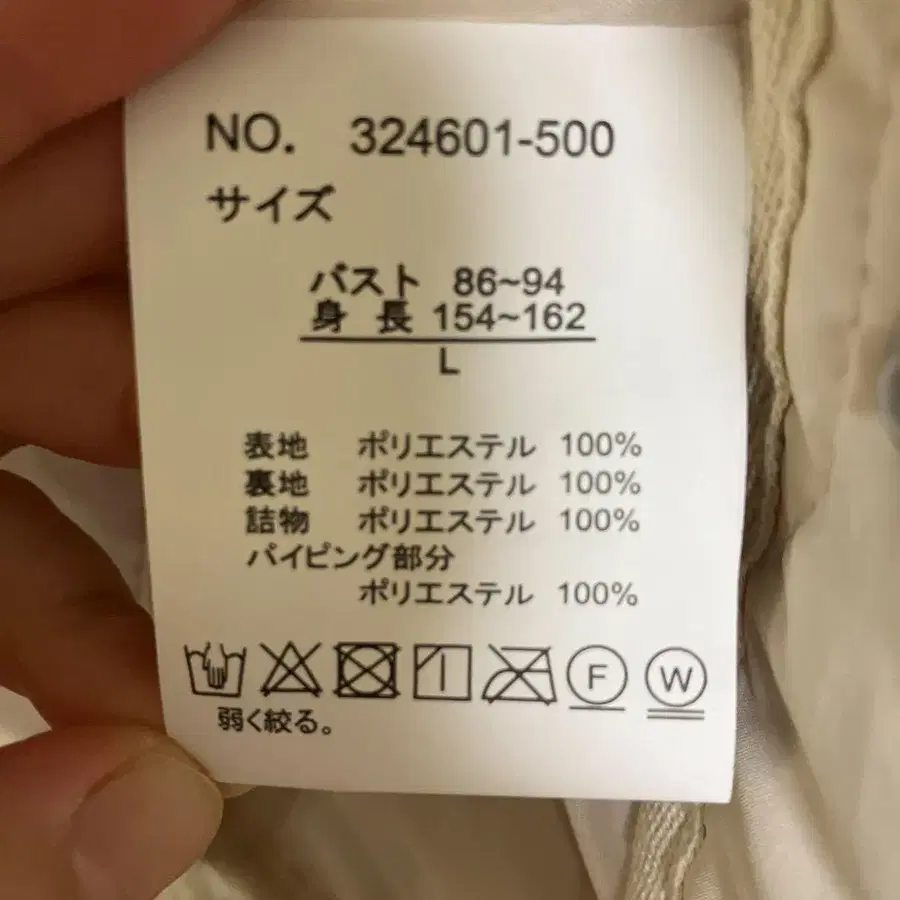 NO. 324601-500
サイズ
バスト 86~94
身 長 154~162
L
表地 ポリエステル 100%
裏地 ポリエステル 100%
詰物 ポリエステル 100%
パイピング部分
ポリエステル 100%
F W
弱く絞る。